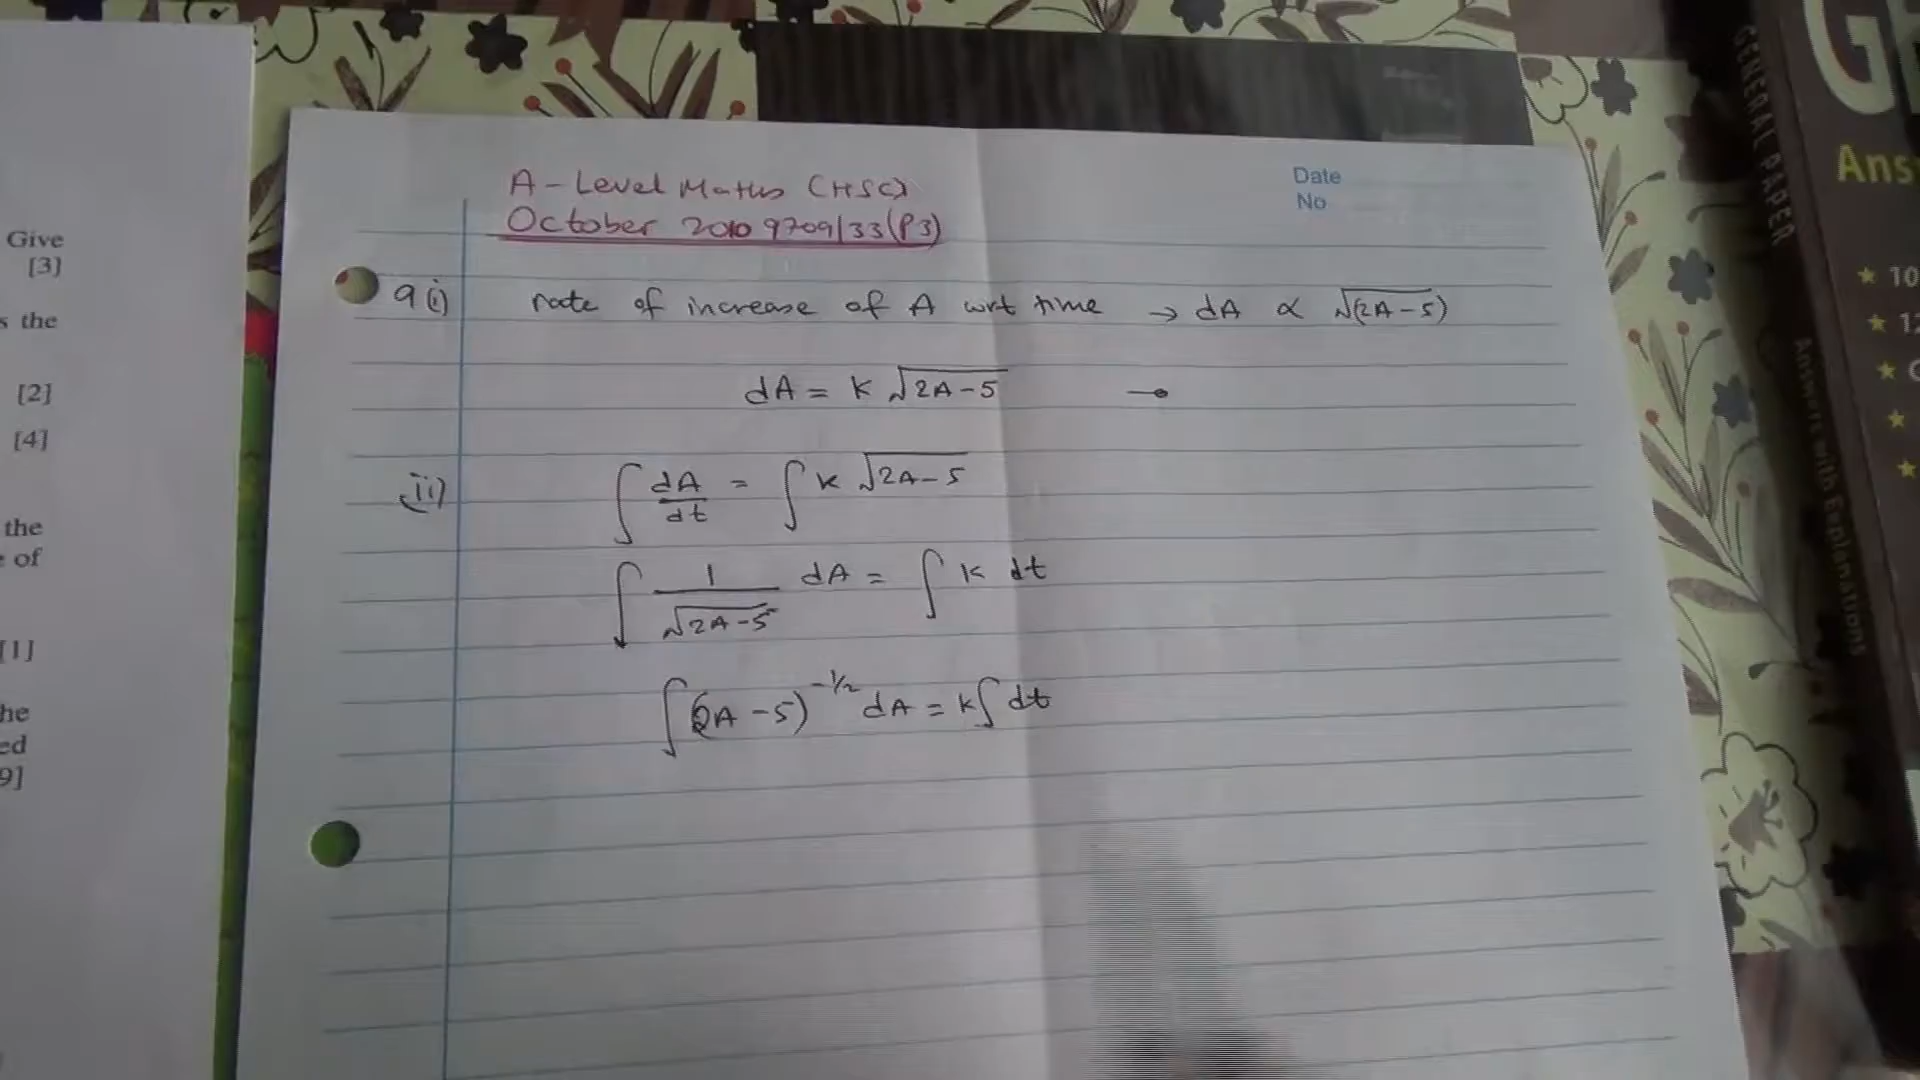 Give
[3]
s the
[2]
[4]
the
of
[1]
he
ed
9]
A-Level Maths (HSC)
October 2010 9709/33(P3)
Date
No
9(i) rate of increase of A wrt time → dA ∝ √(2A-5)
dA = k √2A-5
(ii) ∫ dA/dt = ∫ k √2A-5
∫ 1/√2A-5 dA = ∫ k dt
∫(2A-5)^-1/2 dA = k∫ dt
GENERAL PAPER
Answers with Explanations
GE
Ans
★ 10
★ 1
★
★
★